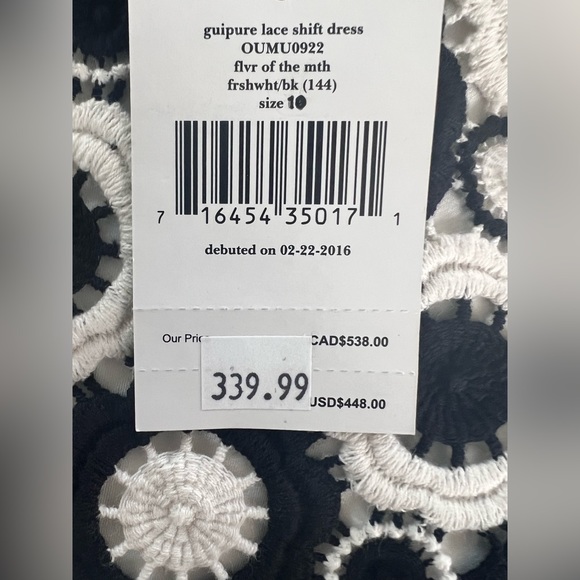 guipure lace shift dress
OUMU0922
flvr of the mth
frshwht/bk (144)
size 10
7 16454 35017 1
debuted on 02-22-2016
Our CAD$538.00
339.99
USD$448.00